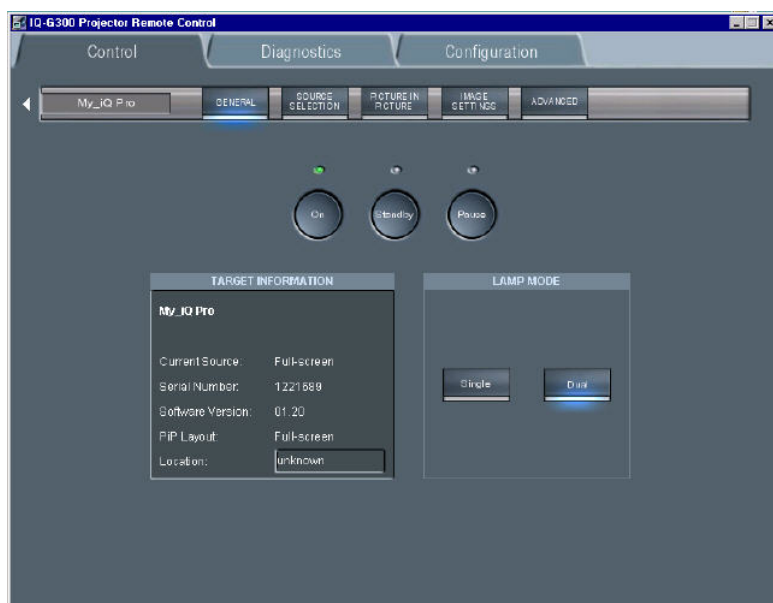 IQ-G300 Projector Remote Control
Control Diagnostics Configuration
My_iQ Pro GENERAL SOURCE SELECTION PICTURE IN PICTURE IMAGE SETTINGS ADVANCED
On Standby Pause
TARGET INFORMATION
My_iQ Pro
Current Source: Full-screen
Serial Number: 1221689
Software Version: 01.20
PiP Layout: Full-screen
Location: unknown
LAMP MODE
Single Dual